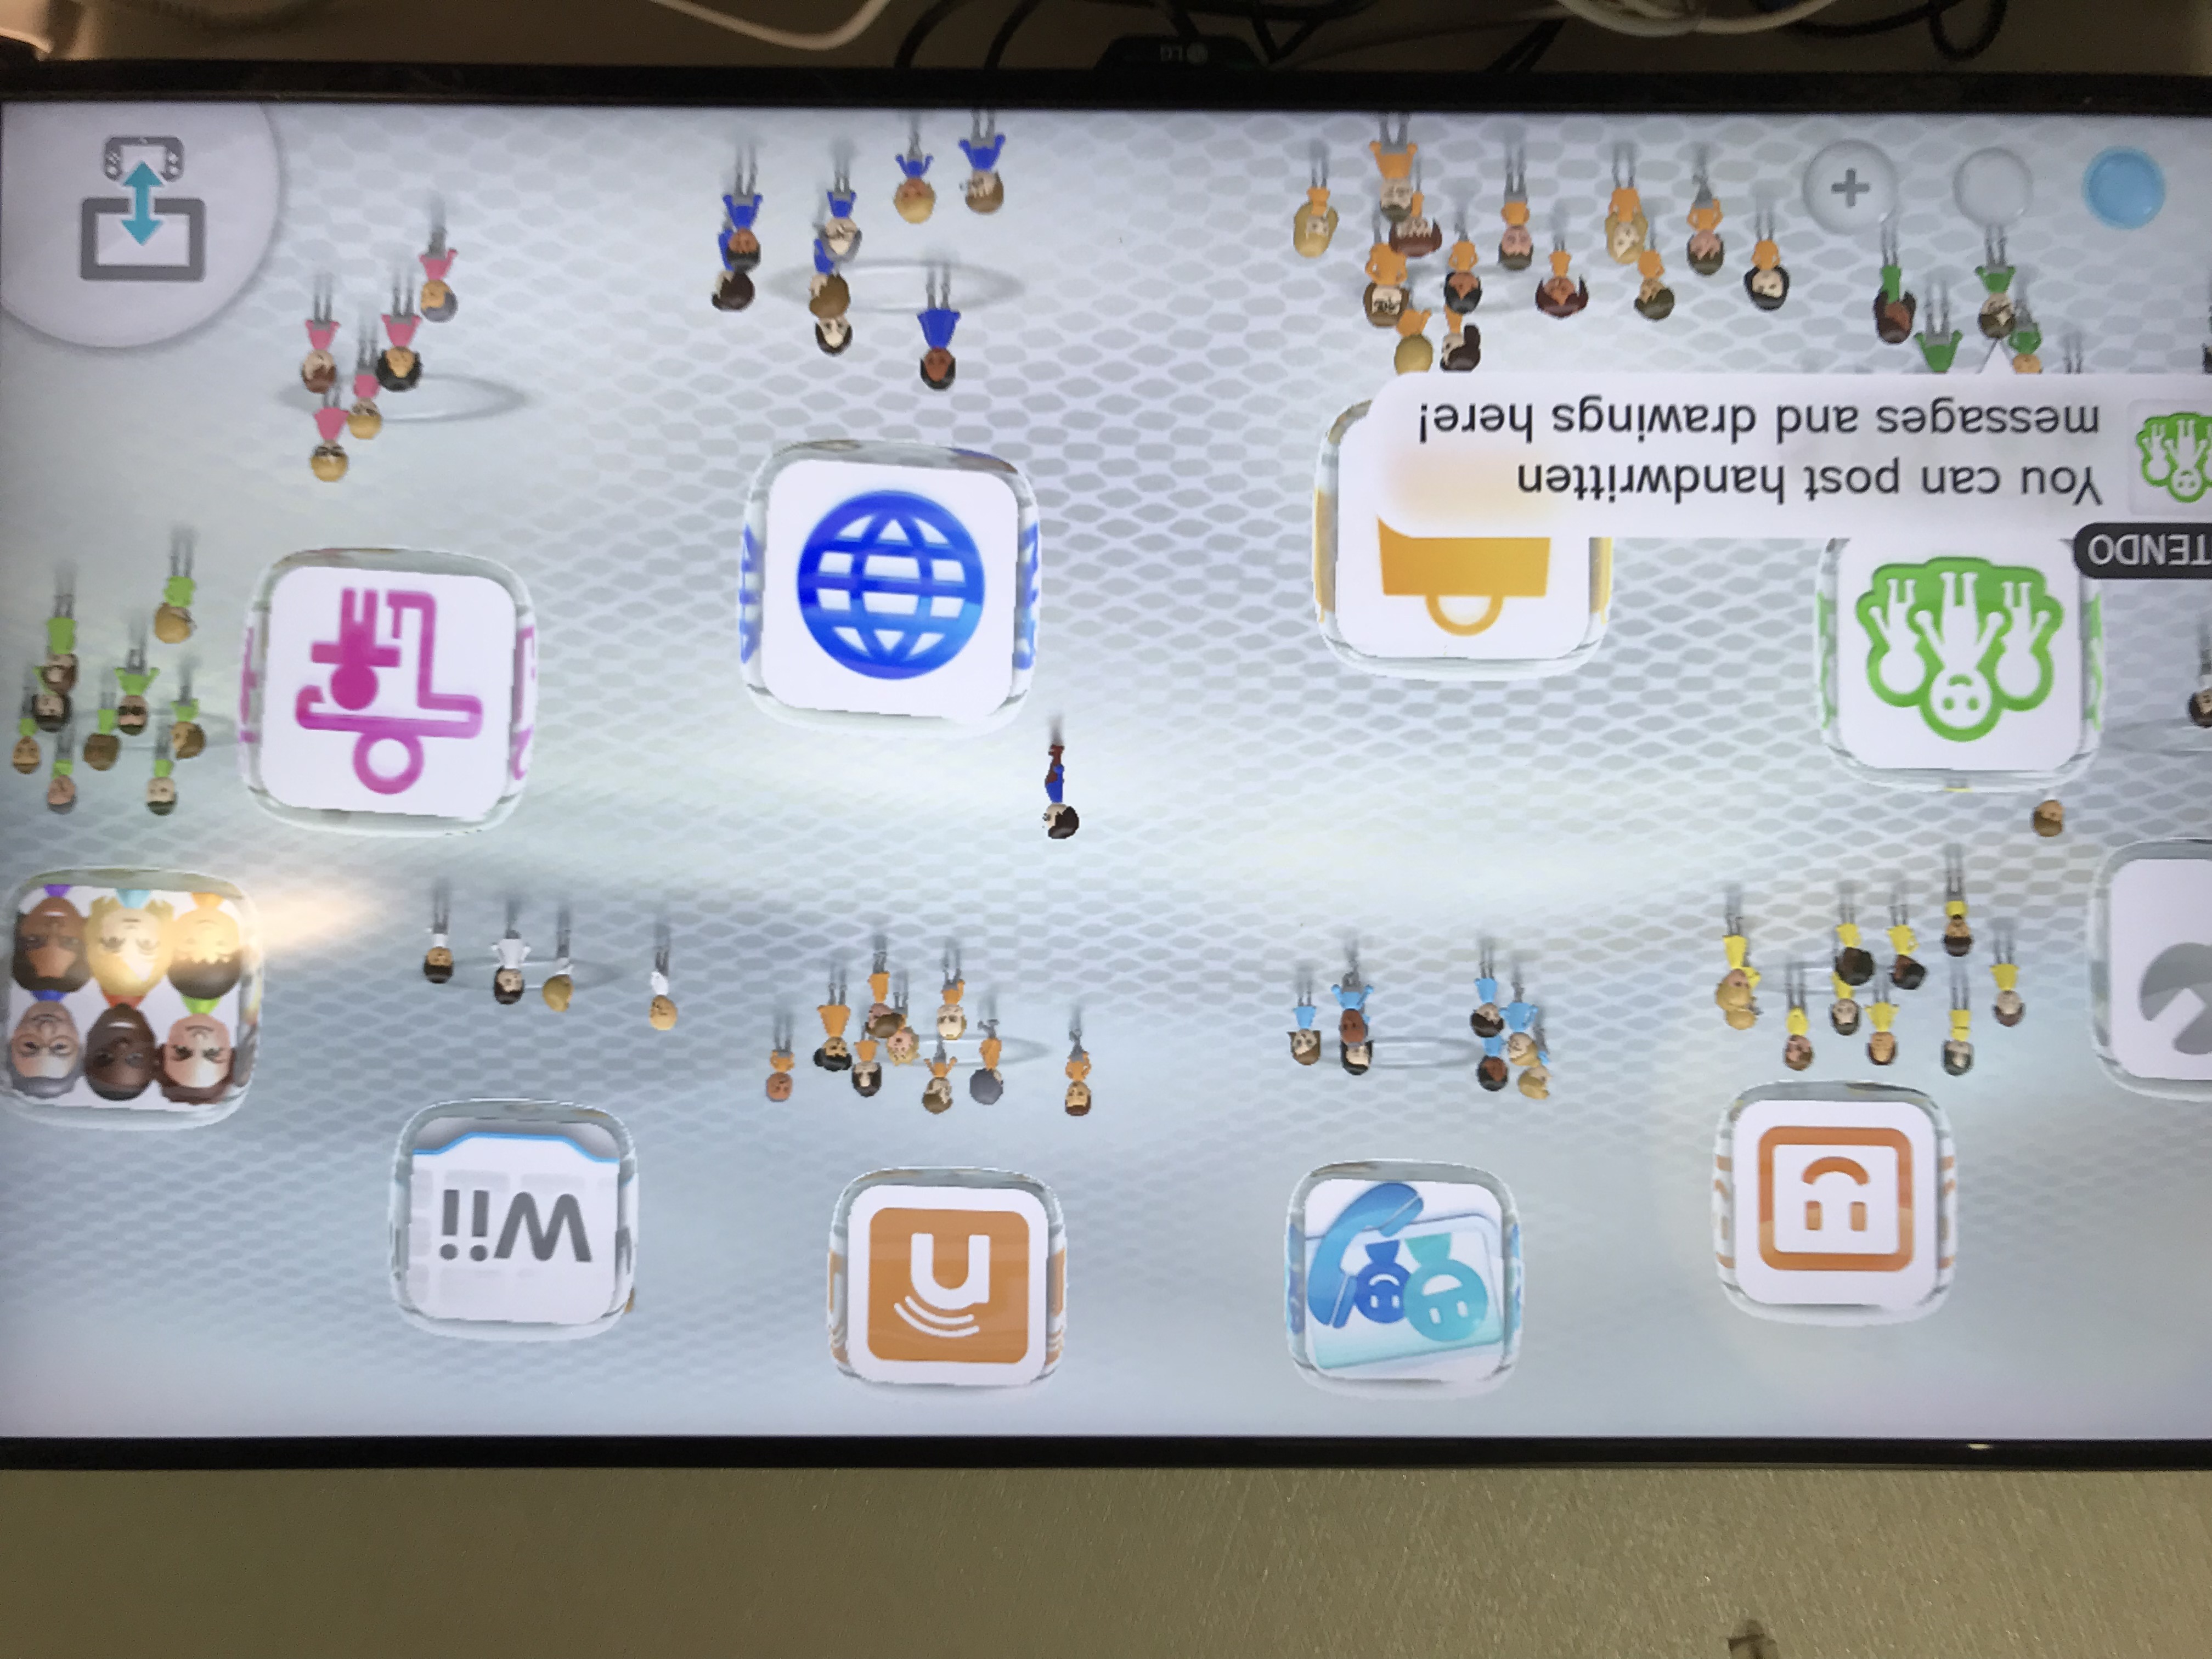 n
Wii
TENDO
You can post handwritten
messages and drawings here!
+
LG